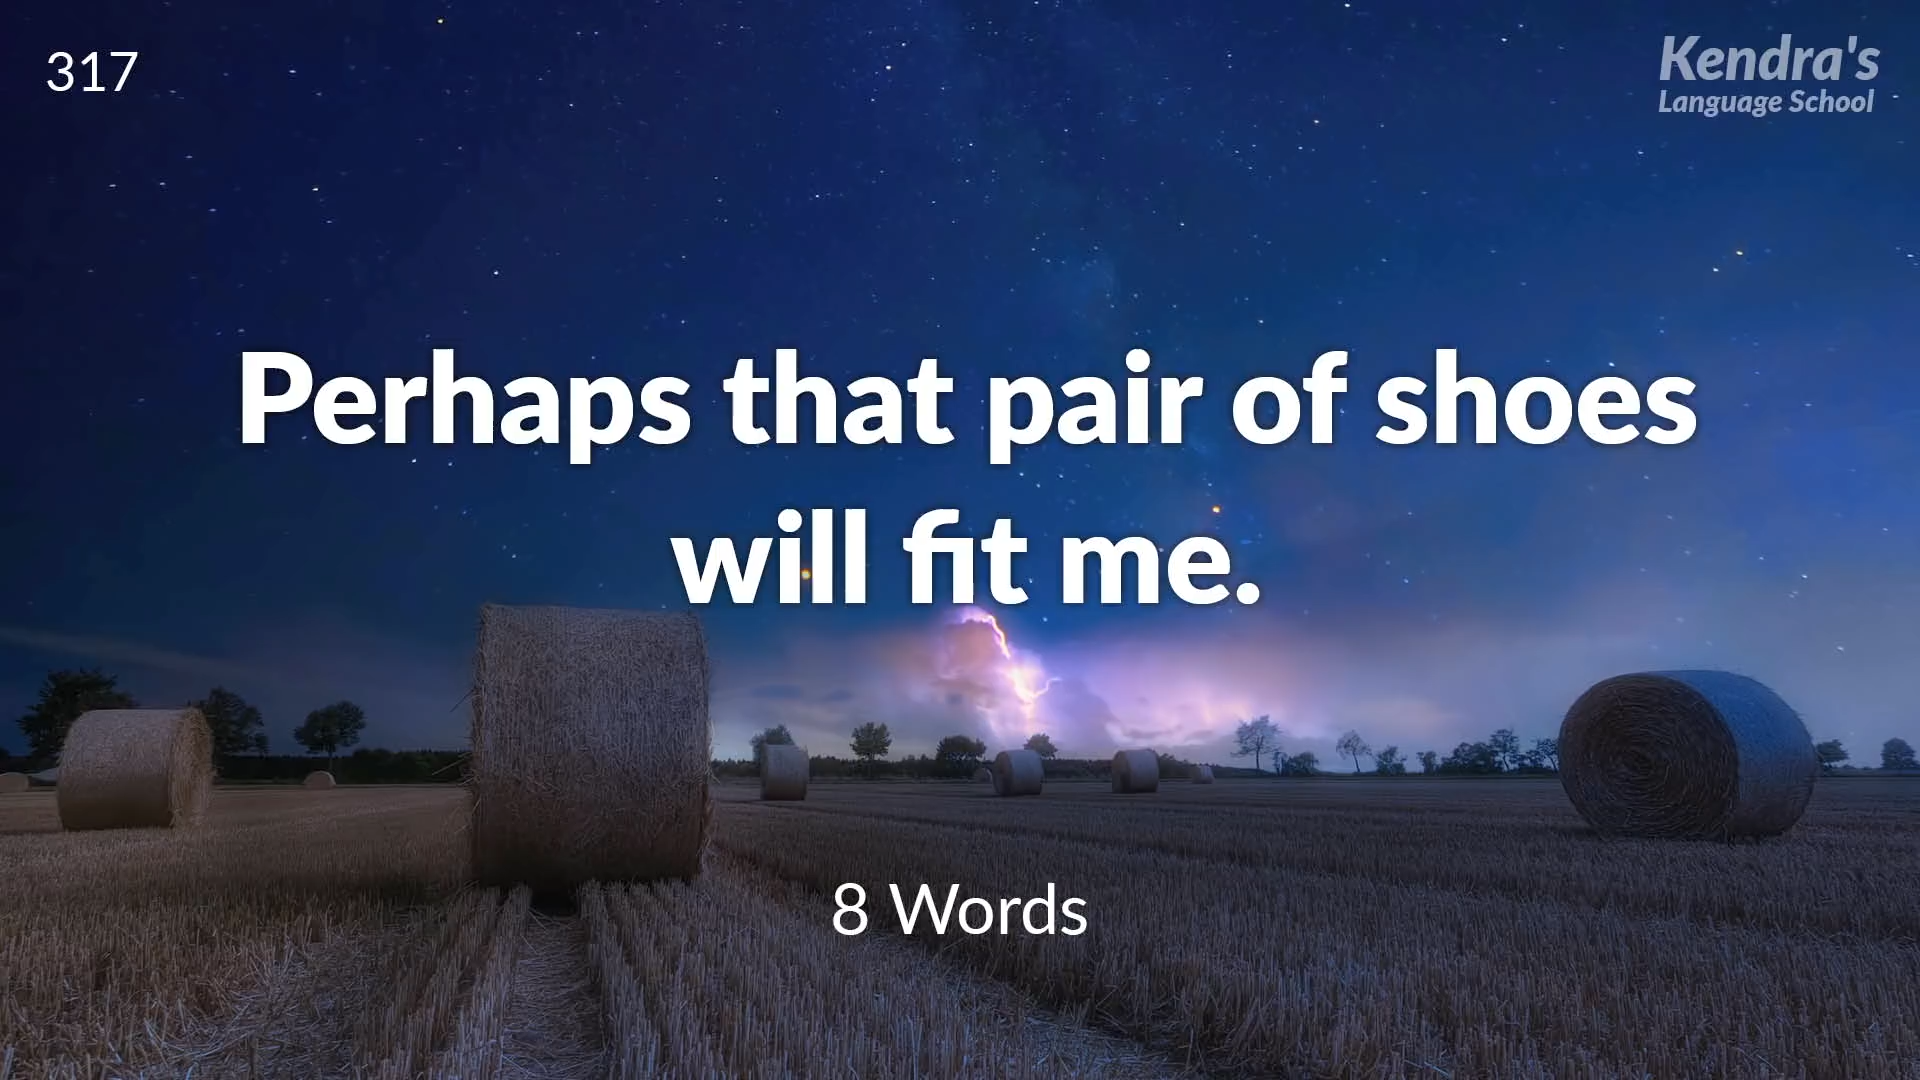 317
Kendra's
Language School
Perhaps that pair of shoes
will fit me.
8 Words